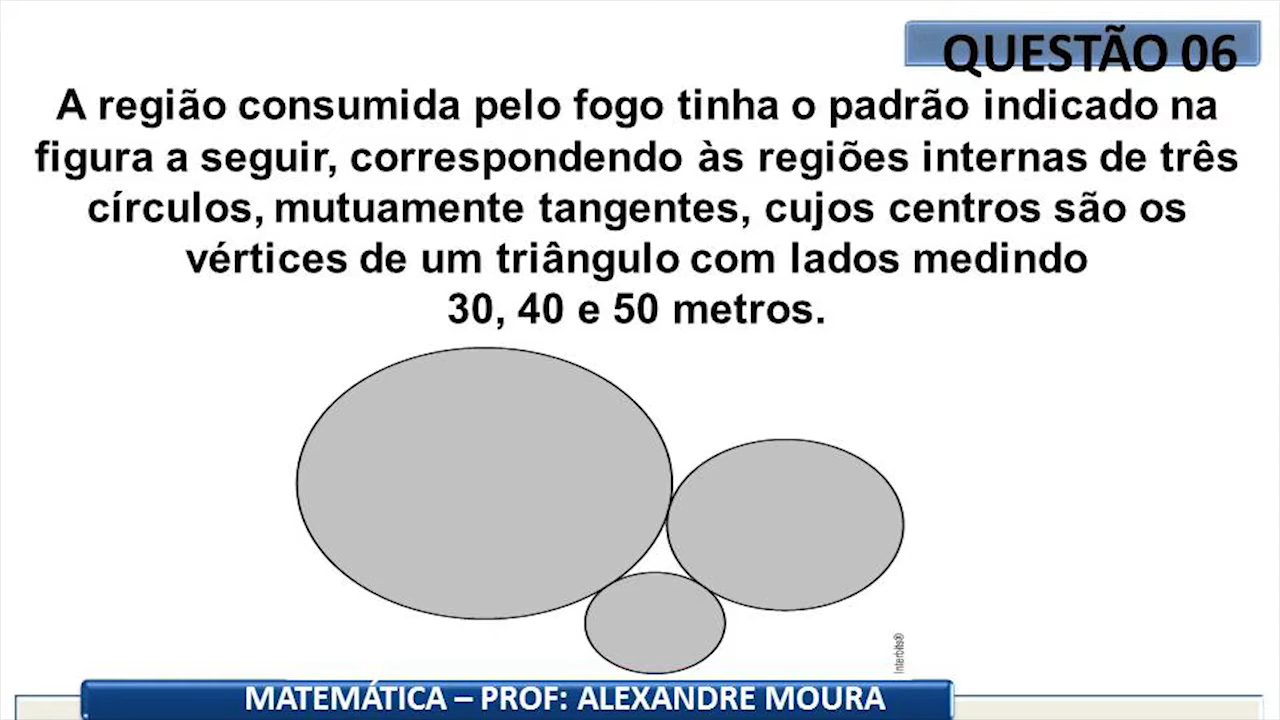 QUESTÃO 06
A região consumida pelo fogo tinha o padrão indicado na
figura a seguir, correspondendo às regiões internas de três
círculos, mutuamente tangentes, cujos centros são os
vértices de um triângulo com lados medindo
30, 40 e 50 metros.
Interbits®
MATEMÁTICA – PROF: ALEXANDRE MOURA